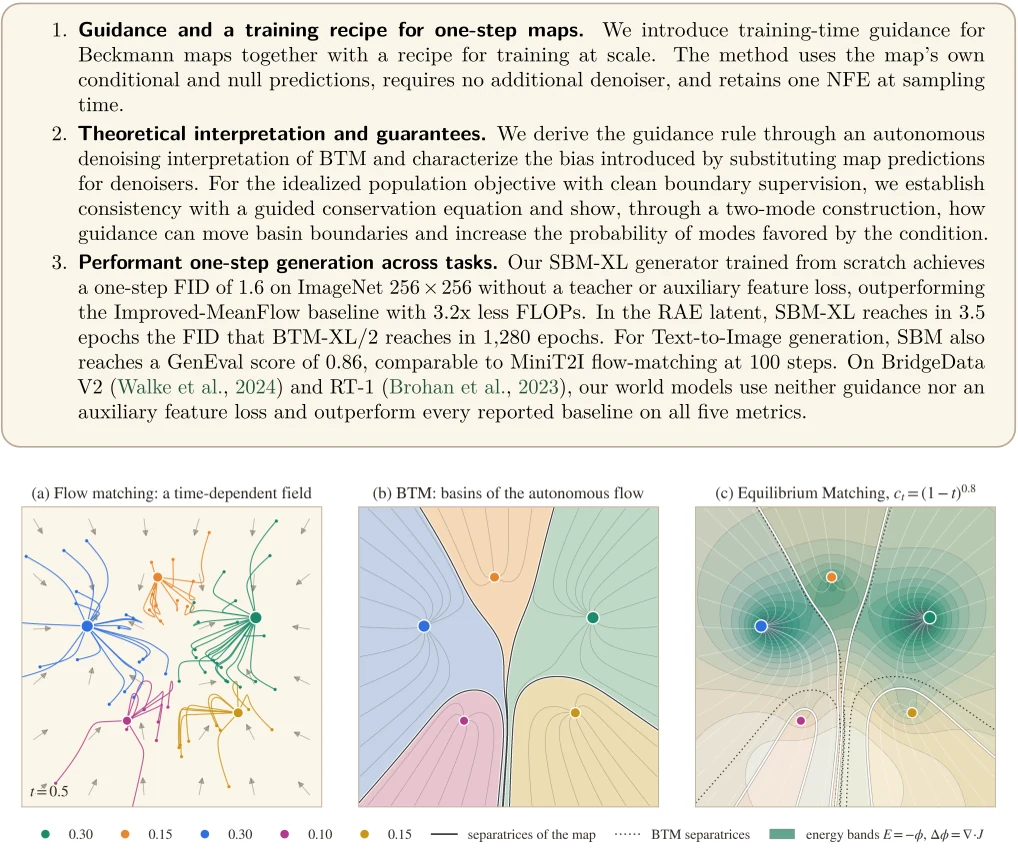 1. Guidance and a training recipe for one-step maps. We introduce training-time guidance for
Beckmann maps together with a recipe for training at scale. The method uses the map's own
conditional and null predictions, requires no additional denoiser, and retains one NFE at sampling
time.
2. Theoretical interpretation and guarantees. We derive the guidance rule through an autonomous
denoising interpretation of BTM and characterize the bias introduced by substituting map predictions
for denoisers. For the idealized population objective with clean boundary supervision, we establish
consistency with a guided conservation equation and show, through a two-mode construction, how
guidance can move basin boundaries and increase the probability of modes favored by the condition.
3. Performant one-step generation across tasks. Our SBM-XL generator trained from scratch achieves
a one-step FID of 1.6 on ImageNet 256 × 256 without a teacher or auxiliary feature loss, outperforming
the Improved-MeanFlow baseline with 3.2x less FLOPs. In the RAE latent, SBM-XL reaches in 3.5
epochs the FID that BTM-XL/2 reaches in 1,280 epochs. For Text-to-Image generation, SBM also
reaches a GenEval score of 0.86, comparable to MiniT2I flow-matching at 100 steps. On BridgeData
V2 (Walke et al., 2024) and RT-1 (Brohan et al., 2023), our world models use neither guidance nor an
auxiliary feature loss and outperform every reported baseline on all five metrics.
(a) Flow matching: a time-dependent field
(b) BTM: basins of the autonomous flow
(c) Equilibrium Matching, cₜ = (1 − t)^0.8
t = 0.5
0.30 0.15 0.30 0.10 0.15 separatrices of the map BTM separatrices energy bands E = −ϕ, Δϕ = ∇·J